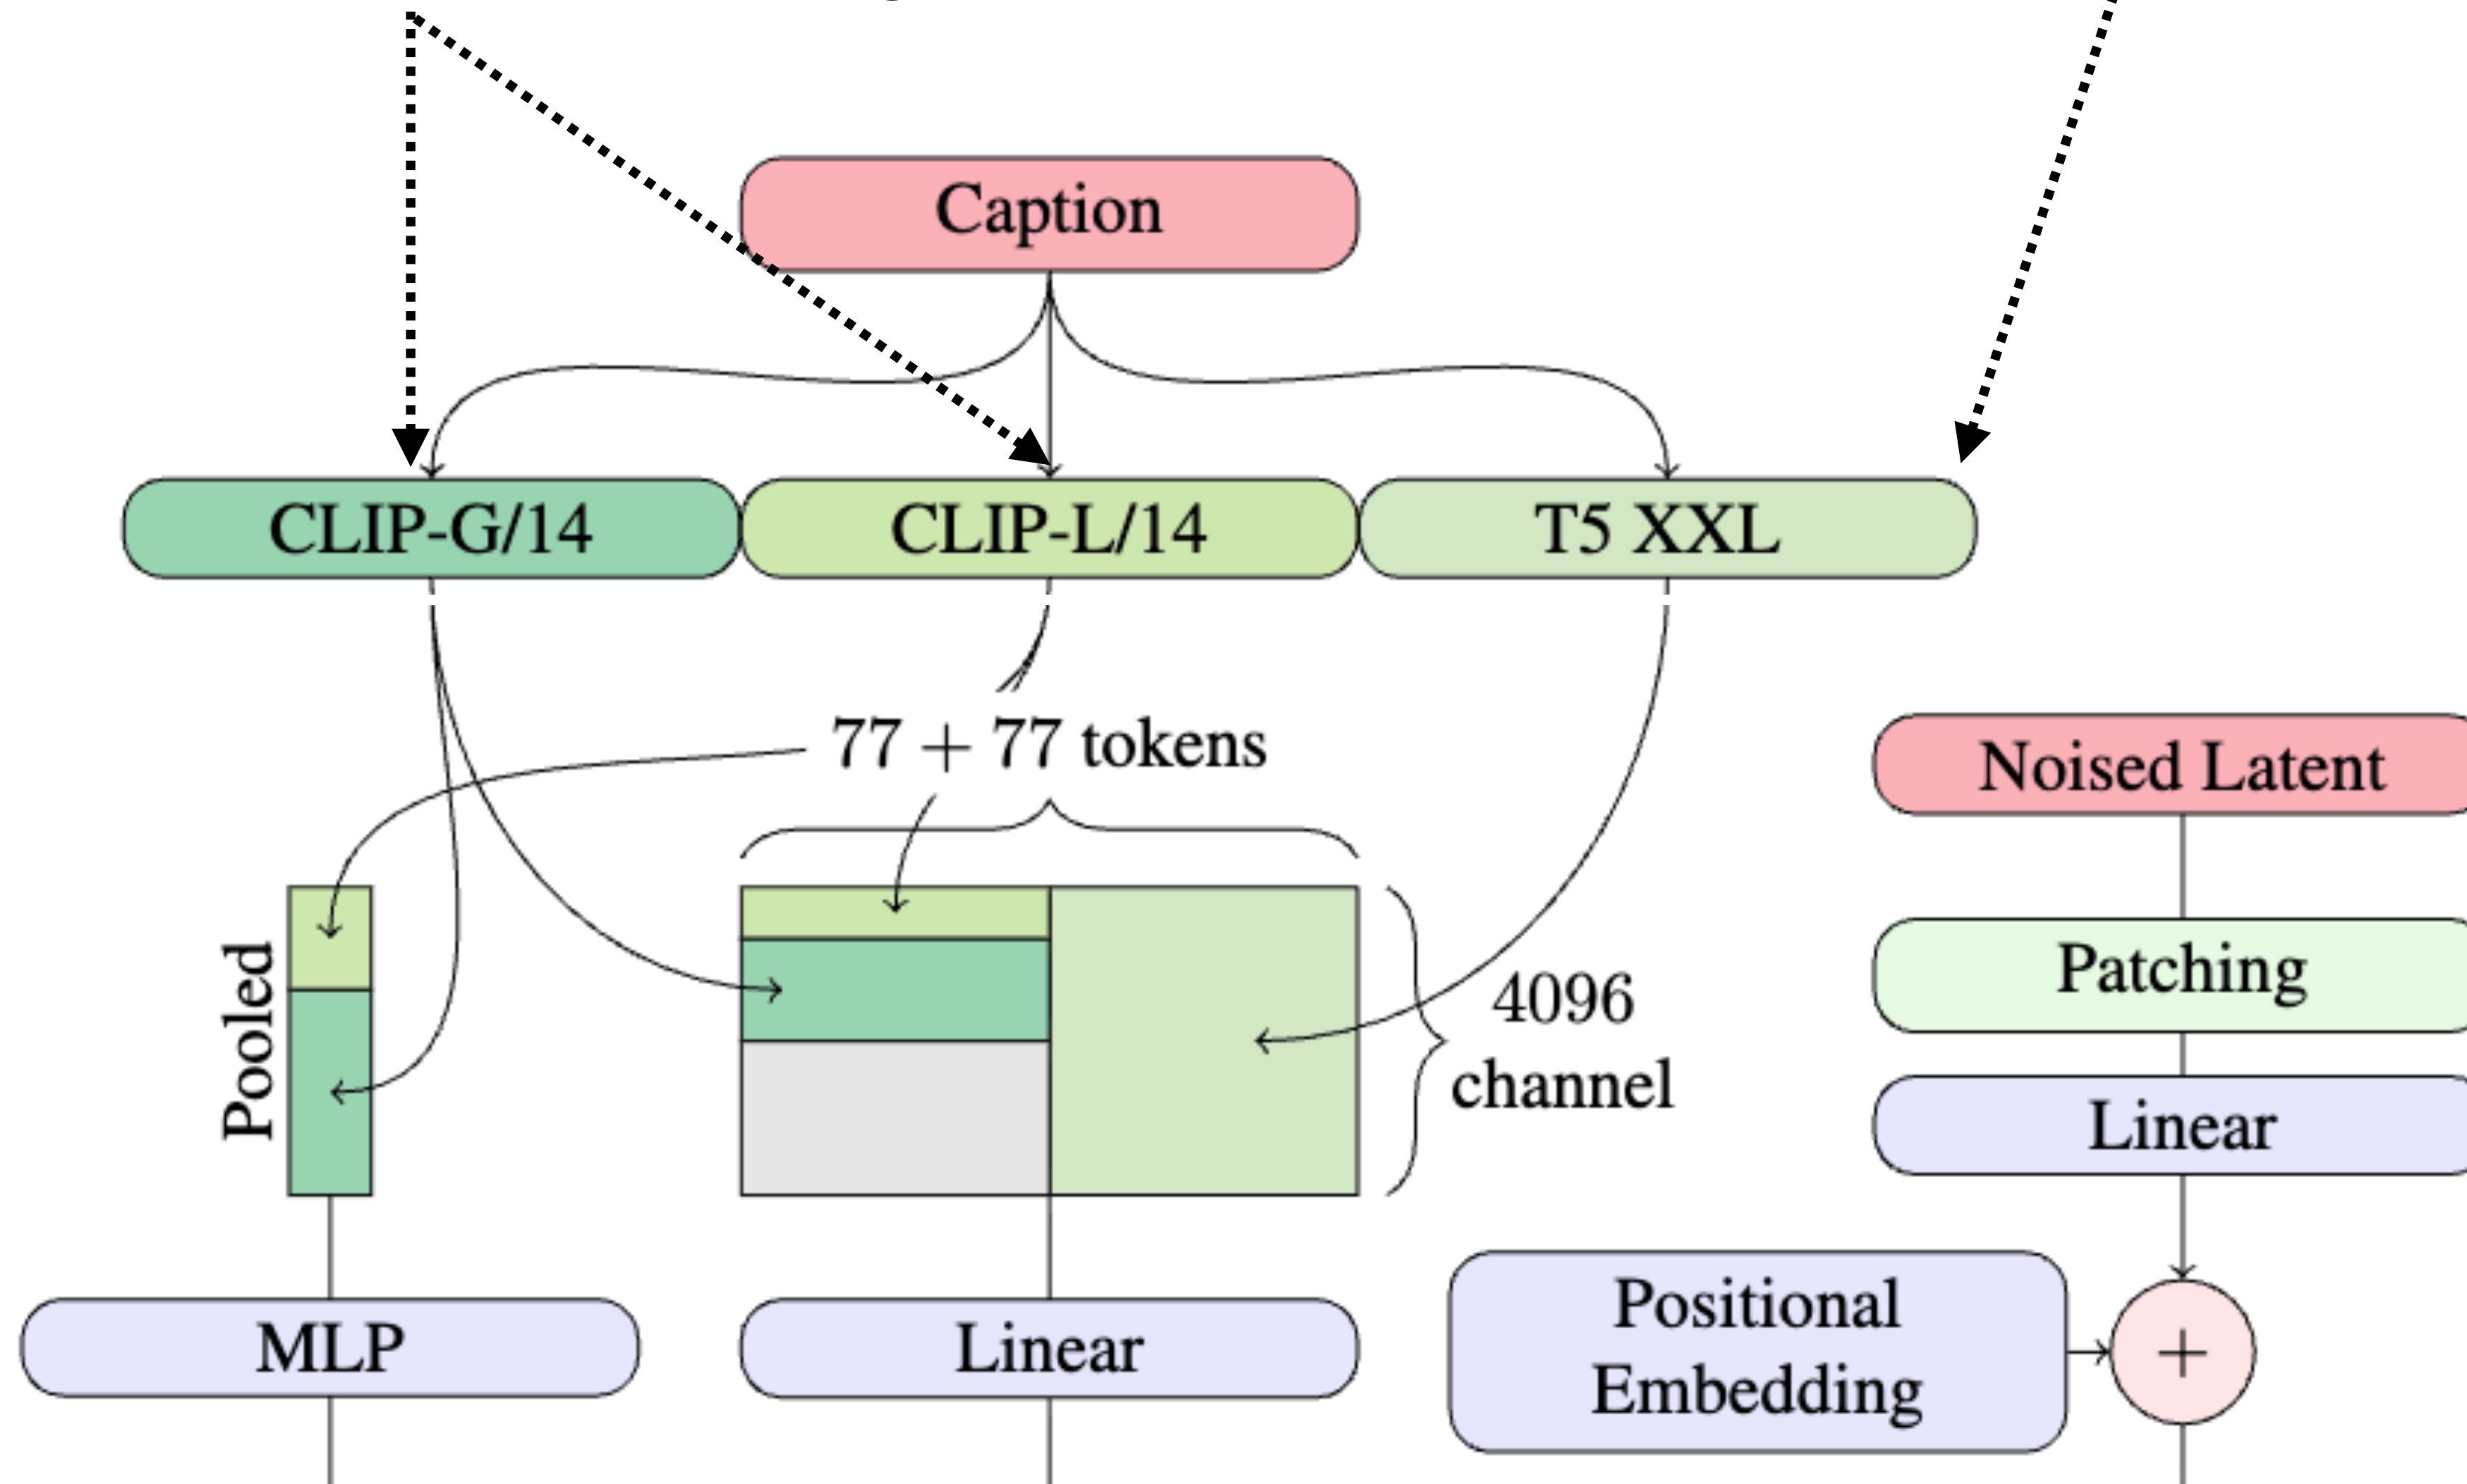 Caption
CLIP-G/14
CLIP-L/14
T5 XXL
77 + 77 tokens
Noised Latent
Pooled
Patching
4096
channel
Linear
MLP
Linear
Positional
Embedding
+